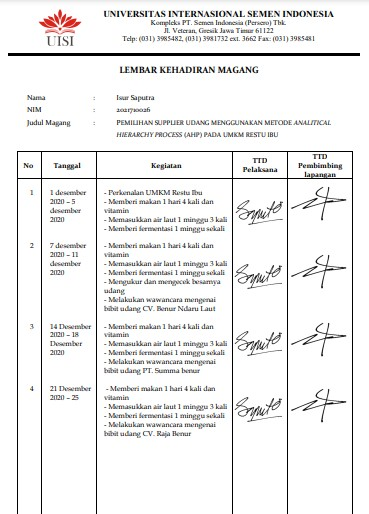 UNIVERSITAS INTERNASIONAL SEMEN INDONESIA
Kompleks PT. Semen Indonesia (Persero) Tbk.
Jl. Veteran, Gresik Jawa Timur 61122
Telp: (031) 3985482, (031) 3981732 ext. 3662 Fax: (031) 3985481
UISI
LEMBAR KEHADIRAN MAGANG
Nama : Isur Saputra
NIM : 2021710026
Judul Magang : PEMILIHAN SUPPLIER UDANG MENGGUNAKAN METODE ANALITICAL
HIERARCHY PROCESS (AHP) PADA UMKM RESTU IBU
No Tanggal Kegiatan TTD Pelaksana TTD Pembimbing lapangan
1 1 desember 2020 – 5 desember 2020
- Perkenalan UMKM Restu Ibu
- Memberi makan 1 hari 4 kali dan
vitamin
- Memasukkan air laut 1 minggu 3 kali
- Memberi fermentasi 1 minggu sekali
2 7 desember 2020 – 11 desember 2020
- Memberi makan 1 hari 4 kali dan
vitamin
- Memasukkan air laut 1 minggu 3 kali
- Memberi fermentasi 1 minggu sekali
- Mengukur dan mengecek besarnya
udang
- Melakukan wawancara mengenai
bibit udang CV. Benur Ndaru Laut
3 14 Desember 2020 – 18 Desember 2020
- Memberi makan 1 hari 4 kali dan
vitamin
- Memasukkan air laut 1 minggu 3 kali
- Memberi fermentasi 1 minggu sekali
- Melakukan wawancara mengenai
bibit udang PT. Summa benur
4 21 Desember 2020 – 25
- Memberi makan 1 hari 4 kali dan
vitamin
- Memasukkan air laut 1 minggu 3 kali
- Memberi fermentasi 1 minggu sekali
- Melakukan wawancara mengenai
bibit udang CV. Raja Benur